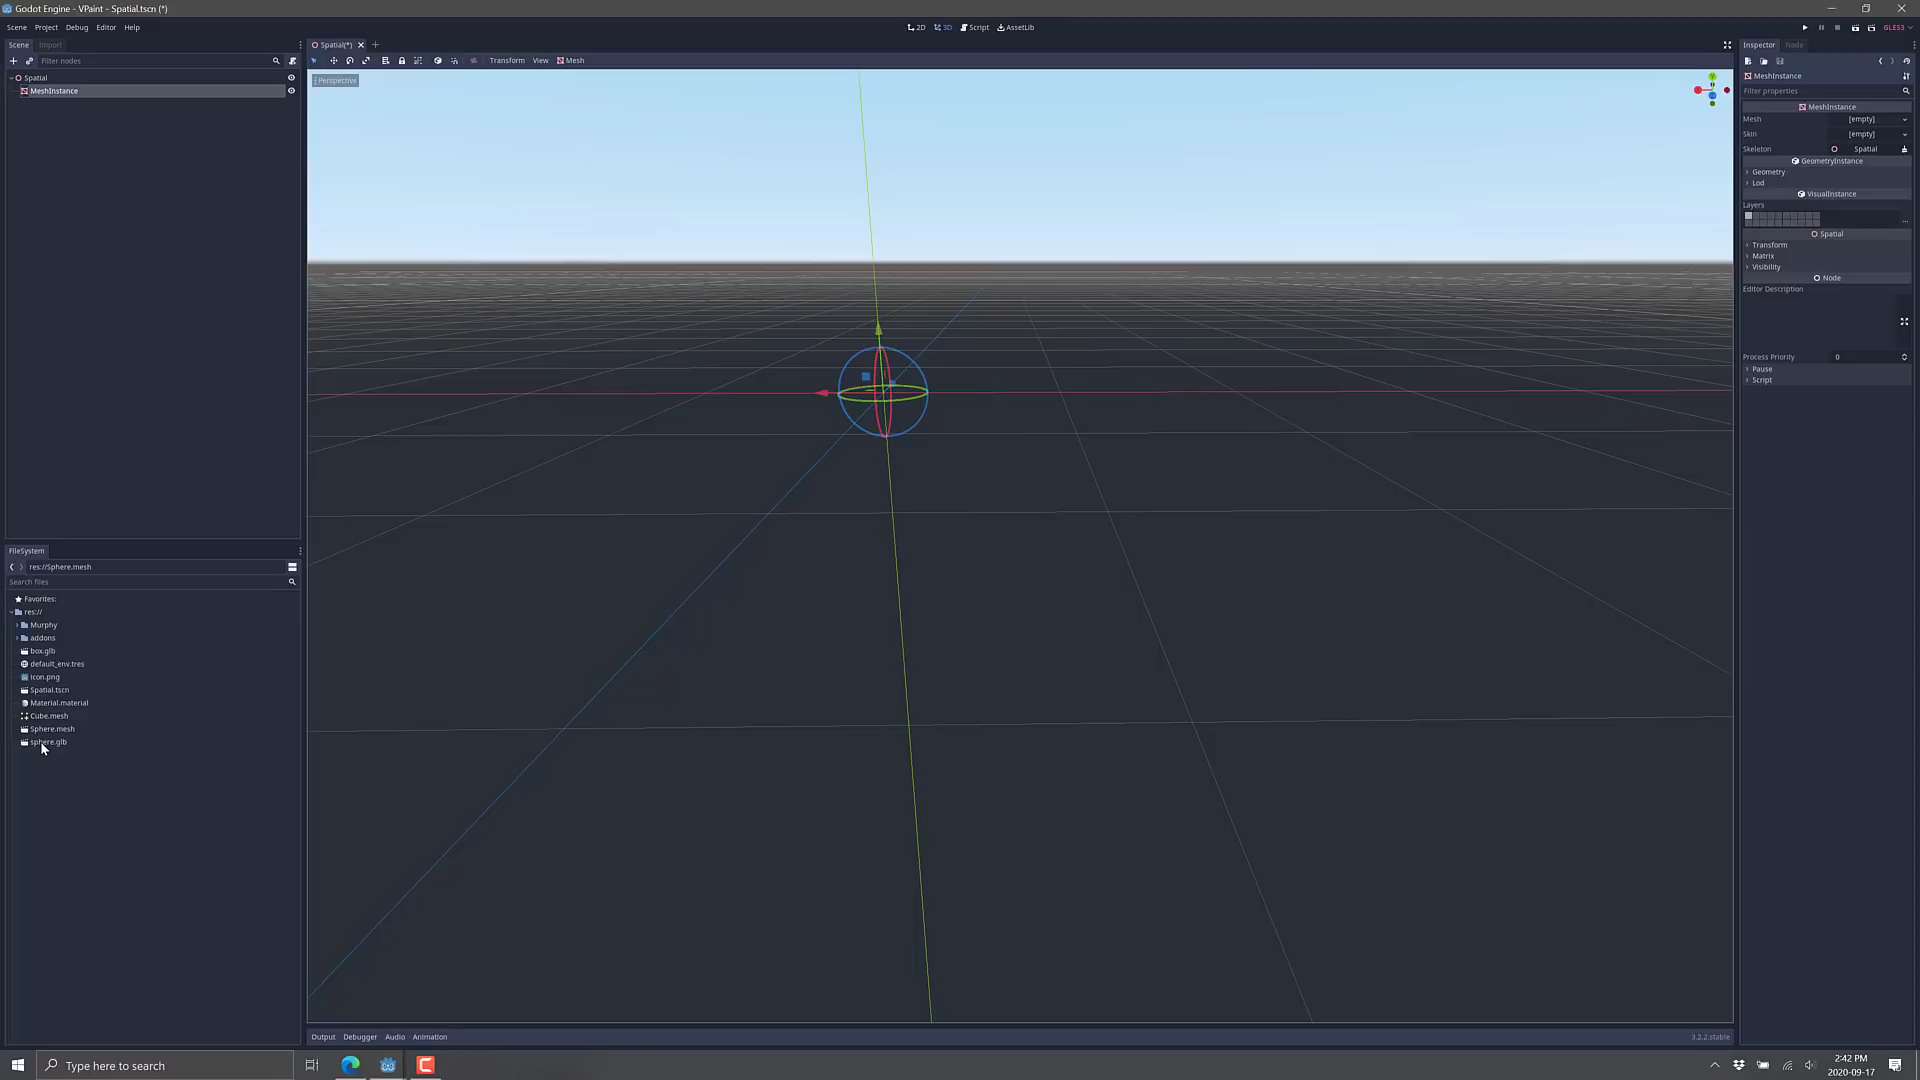 Godot Engine - VPaint - Spatial.tscn (*)
Scene Project Debug Editor Help
2D 3D Script AssetLib
GLES3
Scene Import
Filter nodes
Spatial
MeshInstance
Spatial(*)
Transform View Mesh
Perspective
Y
Inspector Node
MeshInstance
Filter properties
MeshInstance
Mesh [empty]
Skin [empty]
Skeleton Spatial
GeometryInstance
Geometry
Lod
VisualInstance
Layers
...
Spatial
Transform
Matrix
Visibility
Node
Editor Description
Process Priority 0
Pause
Script
FileSystem
res://Sphere.mesh
Search files
Favorites:
res://
Murphy
addons
box.glb
default_env.tres
icon.png
Spatial.tscn
Material.material
Cube.mesh
Sphere.mesh
sphere.glb
Output Debugger Audio Animation
3.2.2.stable
Type here to search
2:42 PM
2020-09-17